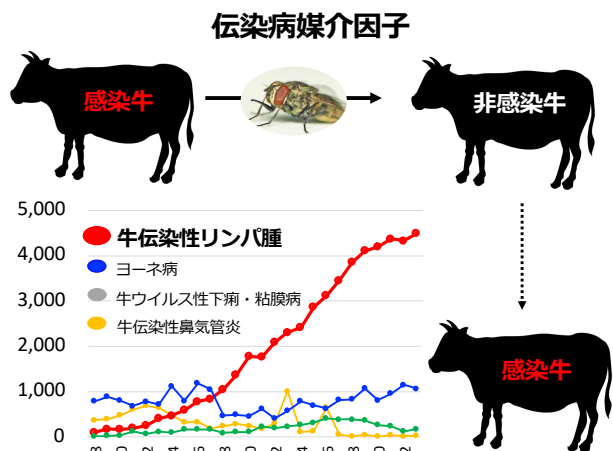 伝染病媒介因子
感染牛
非感染牛
5,000
4,000
3,000
2,000
1,000
0
牛伝染性リンパ腫
ヨーネ病
牛ウイルス性下痢・粘膜病
牛伝染性鼻気管炎
感染牛